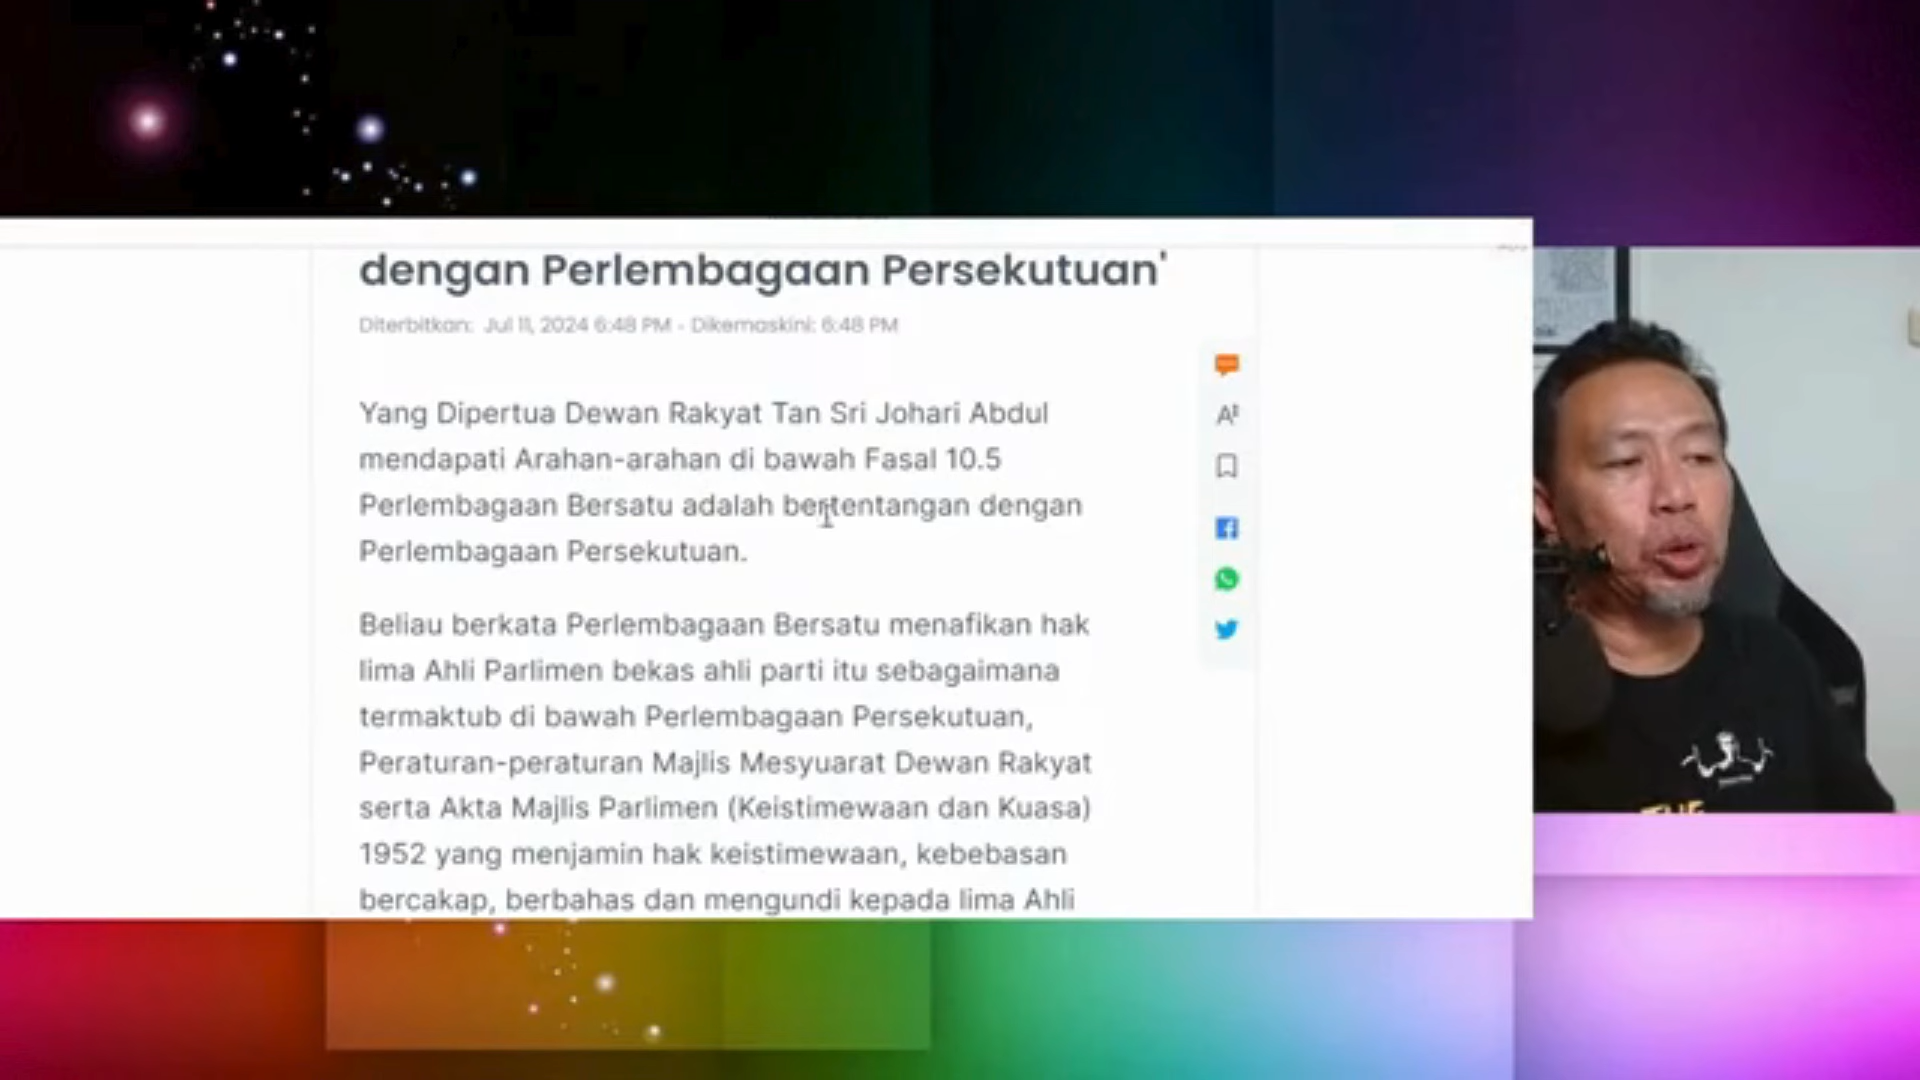 dengan Perlembagaan Persekutuan'
Diterbitkan: Jul 11, 2024 6:48 PM - Dikemaskini: 6:48 PM
Yang Dipertua Dewan Rakyat Tan Sri Johari Abdul
mendapati Arahan-arahan di bawah Fasal 10.5
Perlembagaan Bersatu adalah bertentangan dengan
Perlembagaan Persekutuan.
Beliau berkata Perlembagaan Bersatu menafikan hak
lima Ahli Parlimen bekas ahli parti itu sebagaimana
termaktub di bawah Perlembagaan Persekutuan,
Peraturan-peraturan Majlis Mesyuarat Dewan Rakyat
serta Akta Majlis Parlimen (Keistimewaan dan Kuasa)
1952 yang menjamin hak keistimewaan, kebebasan
bercakap, berbahas dan mengundi kepada lima Ahli
THE